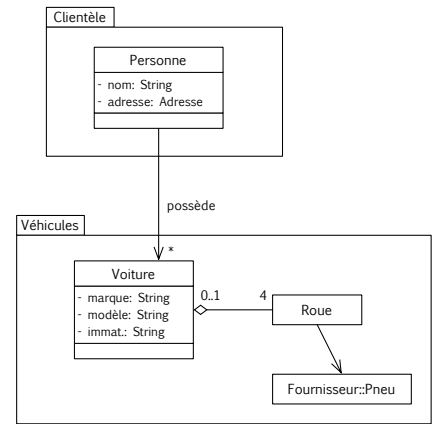 Clientèle
Personne
- nom: String
- adresse: Adresse
possède
*
Véhicules
Voiture
- marque: String
- modèle: String
- immat.: String
0..1
4
Roue
Fournisseur::Pneu